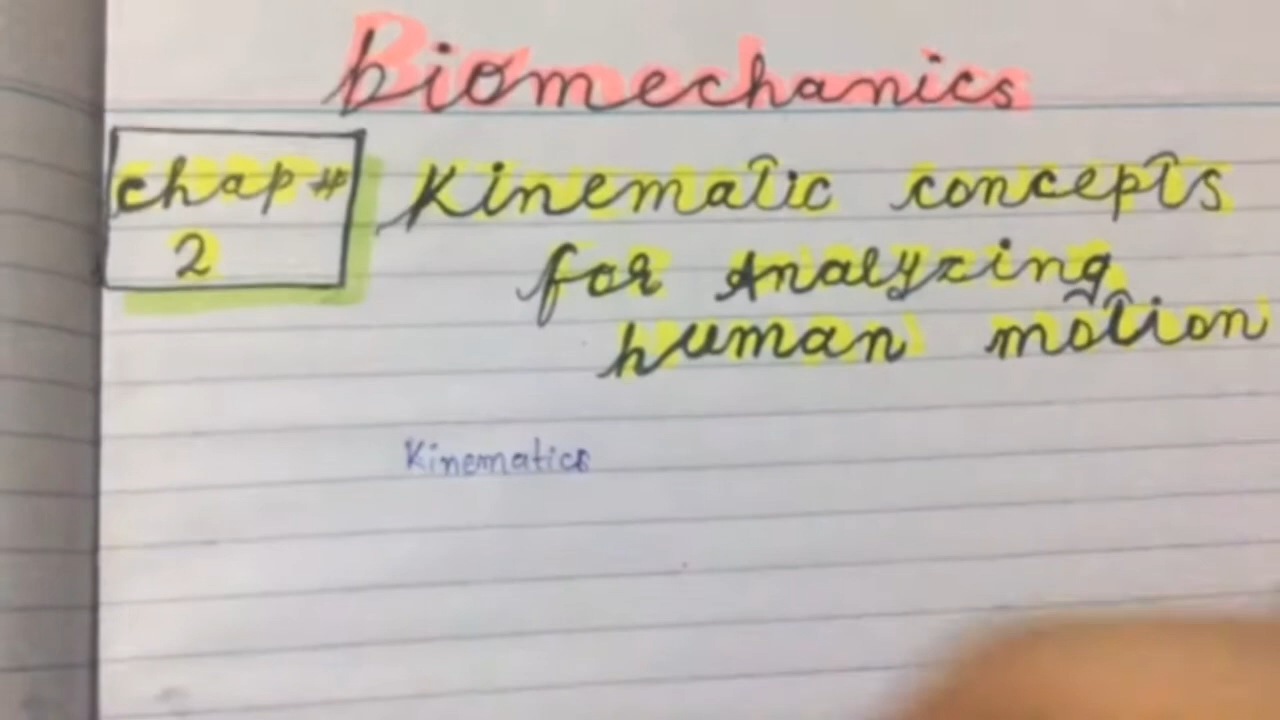 Biomechanics
chap # Kinematic concepts
2 for Analyzing
human motion
Kinematics